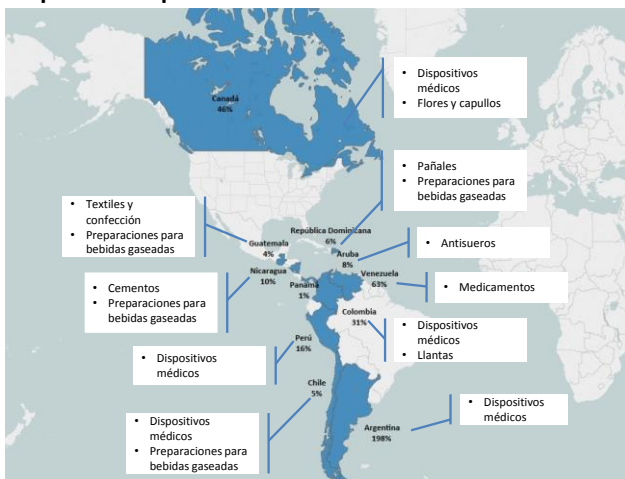 Canadá
46%
• Dispositivos
médicos
• Flores y capullos
• Pañales
• Preparaciones para
bebidas gaseadas
• Textiles y
confección
• Preparaciones para
bebidas gaseadas
República Dominicana
6%
Guatemala
4%
Aruba
8%
• Antisueros
Nicaragua
10%
Panamá
1%
Venezuela
63%
• Medicamentos
• Cementos
• Preparaciones para
bebidas gaseadas
Colombia
31%
• Dispositivos
médicos
• Llantas
Perú
16%
• Dispositivos
médicos
Chile
5%
• Dispositivos
médicos
• Preparaciones para
bebidas gaseadas
Argentina
198%
• Dispositivos
médicos